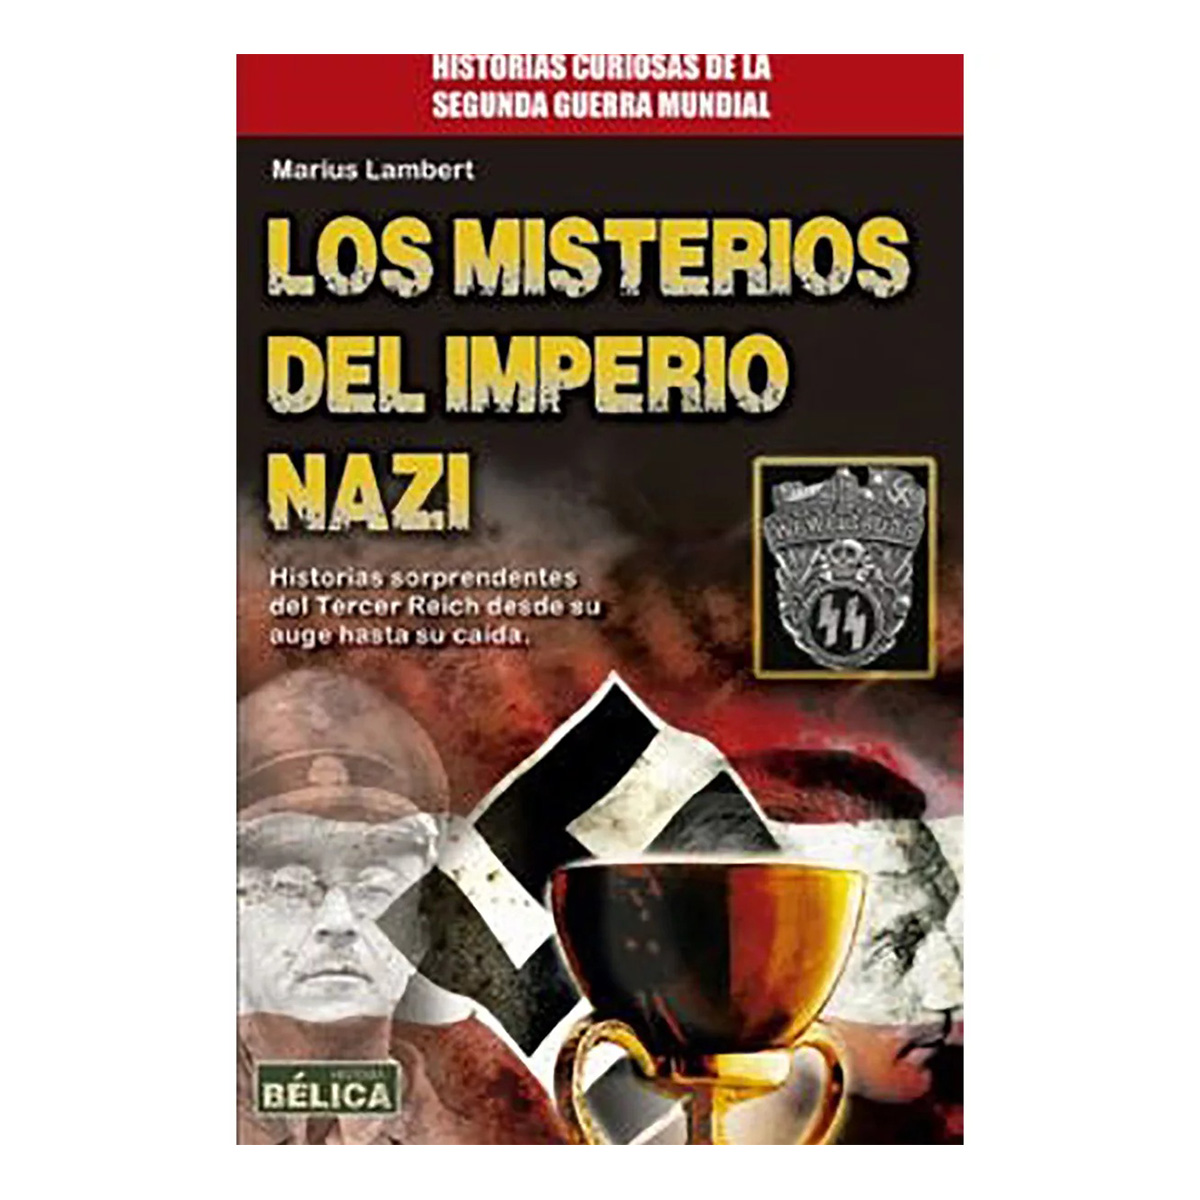 HISTORIAS CURIOSAS DE LA
SEGUNDA GUERRA MUNDIAL
Marius Lambert
LOS MISTERIOS
DEL IMPERIO
NAZI
Historias sorprendentes
del Tercer Reich desde su
auge hasta su caída.
HISTORIA
BÉLICA